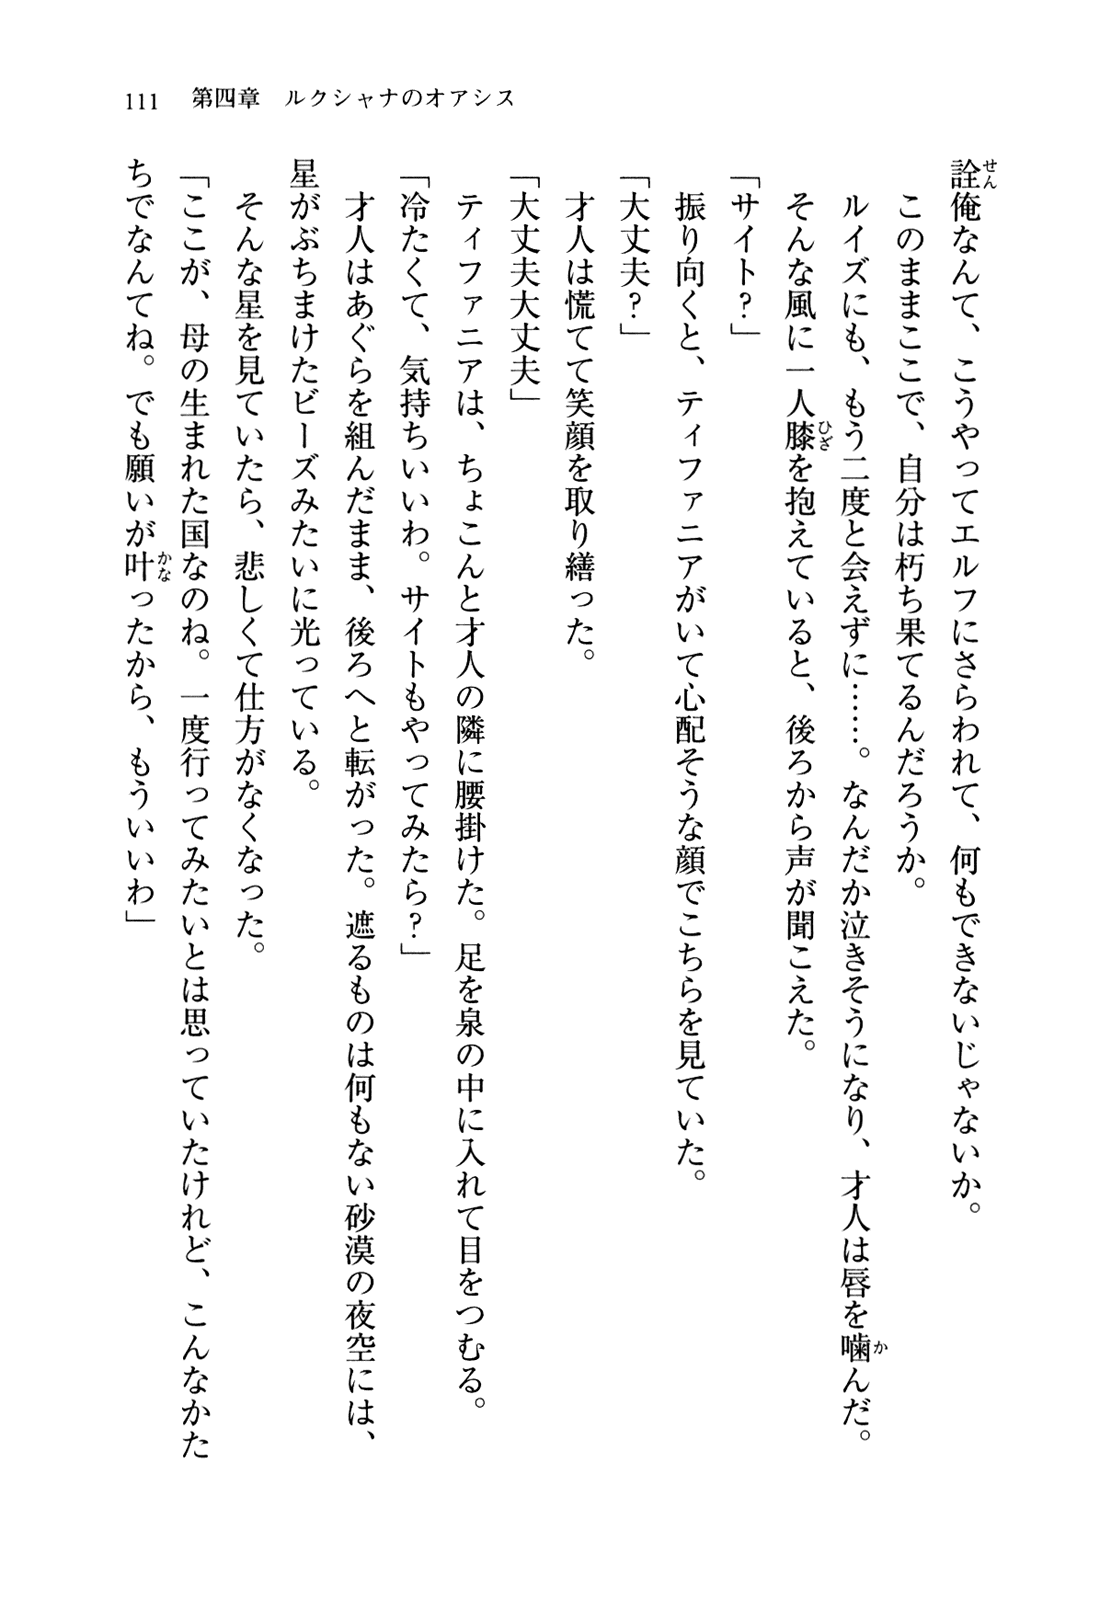 111　第四章　ルクシャナのオアシス
詮俺なんて、こうやってエルフにさらわれて、何もできないじゃないか。
　このままここで、自分は朽ち果てるんだろうか。
　ルイズにも、もう二度と会えずに……。なんだか泣きそうになり、才人は唇を噛んだ。
　そんな風に一人膝を抱えていると、後ろから声が聞こえた。
「サイト？」
　振り向くと、ティファニアがいて心配そうな顔でこちらを見ていた。
「大丈夫？」
　才人は慌てて笑顔を取り繕った。
「大丈夫大丈夫」
　ティファニアは、ちょこんと才人の隣に腰掛けた。足を泉の中に入れて目をつむる。
「冷たくて、気持ちいいわ。サイトもやってみたら？」
　才人はあぐらを組んだまま、後ろへと転がった。遮るものは何もない砂漠の夜空には、
星がぶちまけたビーズみたいに光っている。
　そんな星を見ていたら、悲しくて仕方がなくなった。
「ここが、母の生まれた国なのね。一度行ってみたいとは思っていたけれど、こんなかた
ちでなんてね。でも願いが叶ったから、もういいわ」